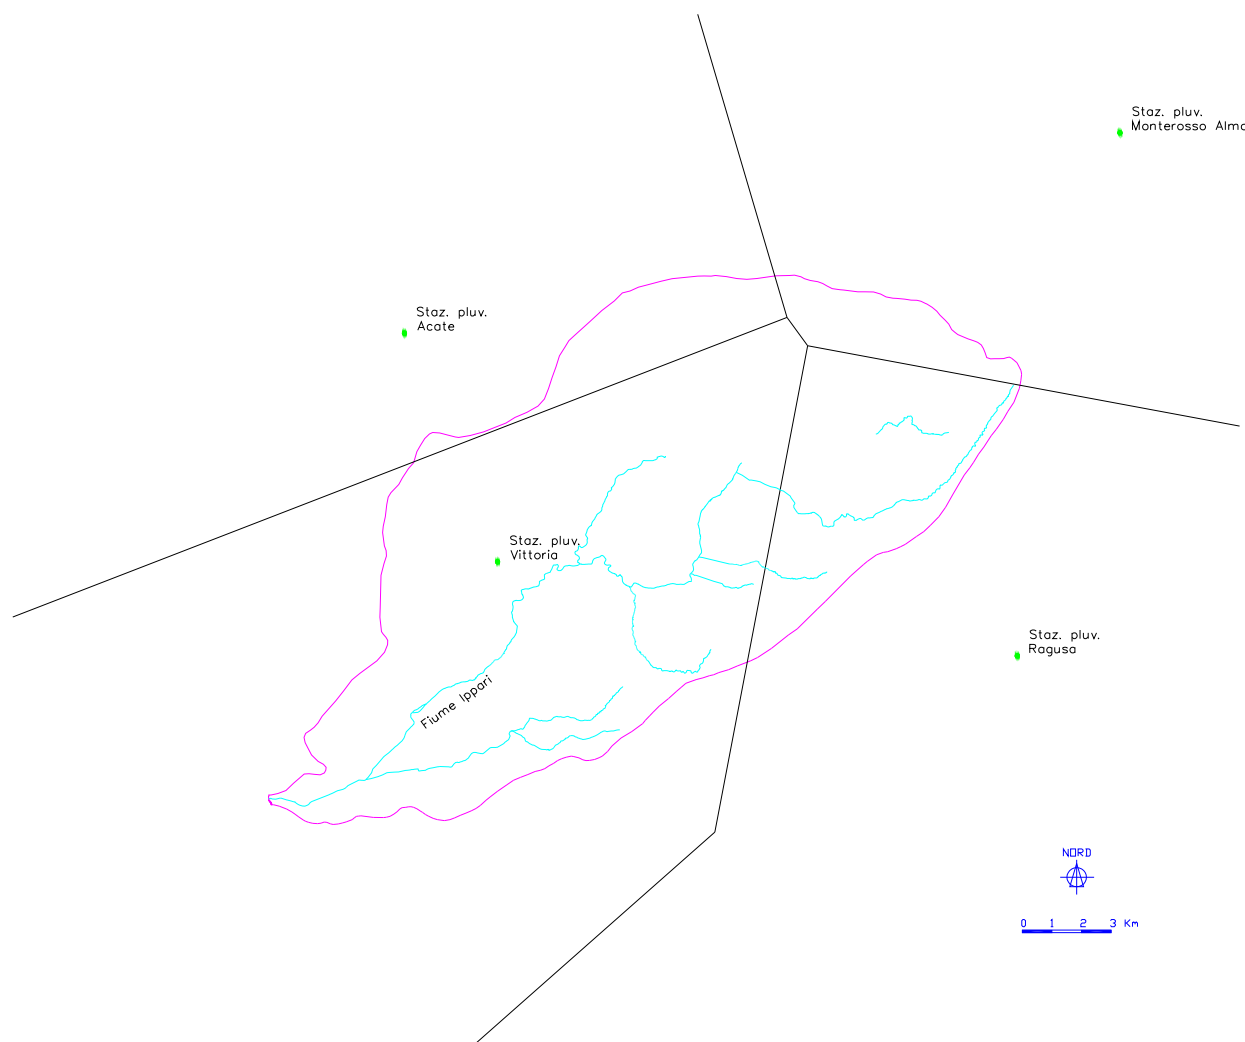 Staz. pluv.
Monterosso Almo
Staz. pluv.
Acate
Staz. pluv.
Vittoria
Staz. pluv.
Ragusa
Fiume Ippari
NORD
0 1 2 3 Km